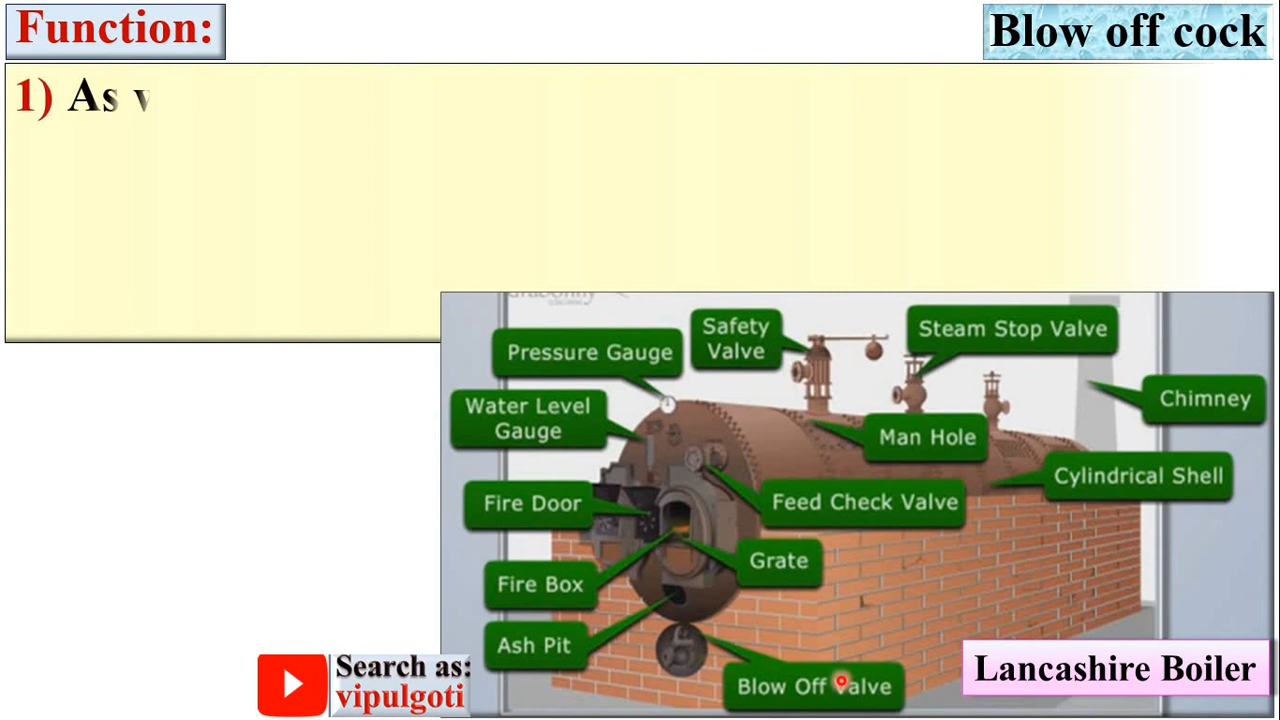 Function:
Blow off cock
1) As
Safety
Valve
Steam Stop Valve
Pressure Gauge
Chimney
Water Level
Gauge
Man Hole
Cylindrical Shell
Fire Door
Feed Check Valve
Grate
Fire Box
Ash Pit
Blow Off Valve
Lancashire Boiler
Search as:
vipulgoti